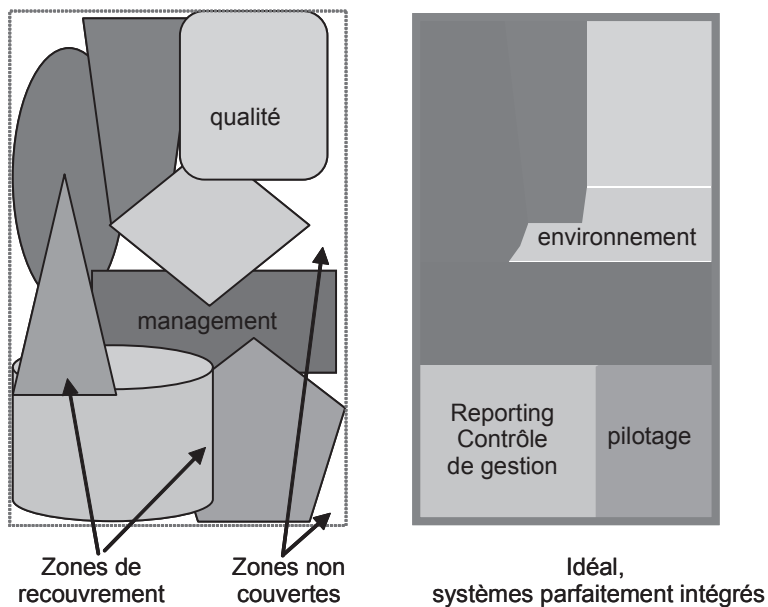 qualité
management
Zones de
recouvrement
Zones non
couvertes
environnement
Reporting
Contrôle
de gestion
pilotage
Idéal,
systèmes parfaitement intégrés